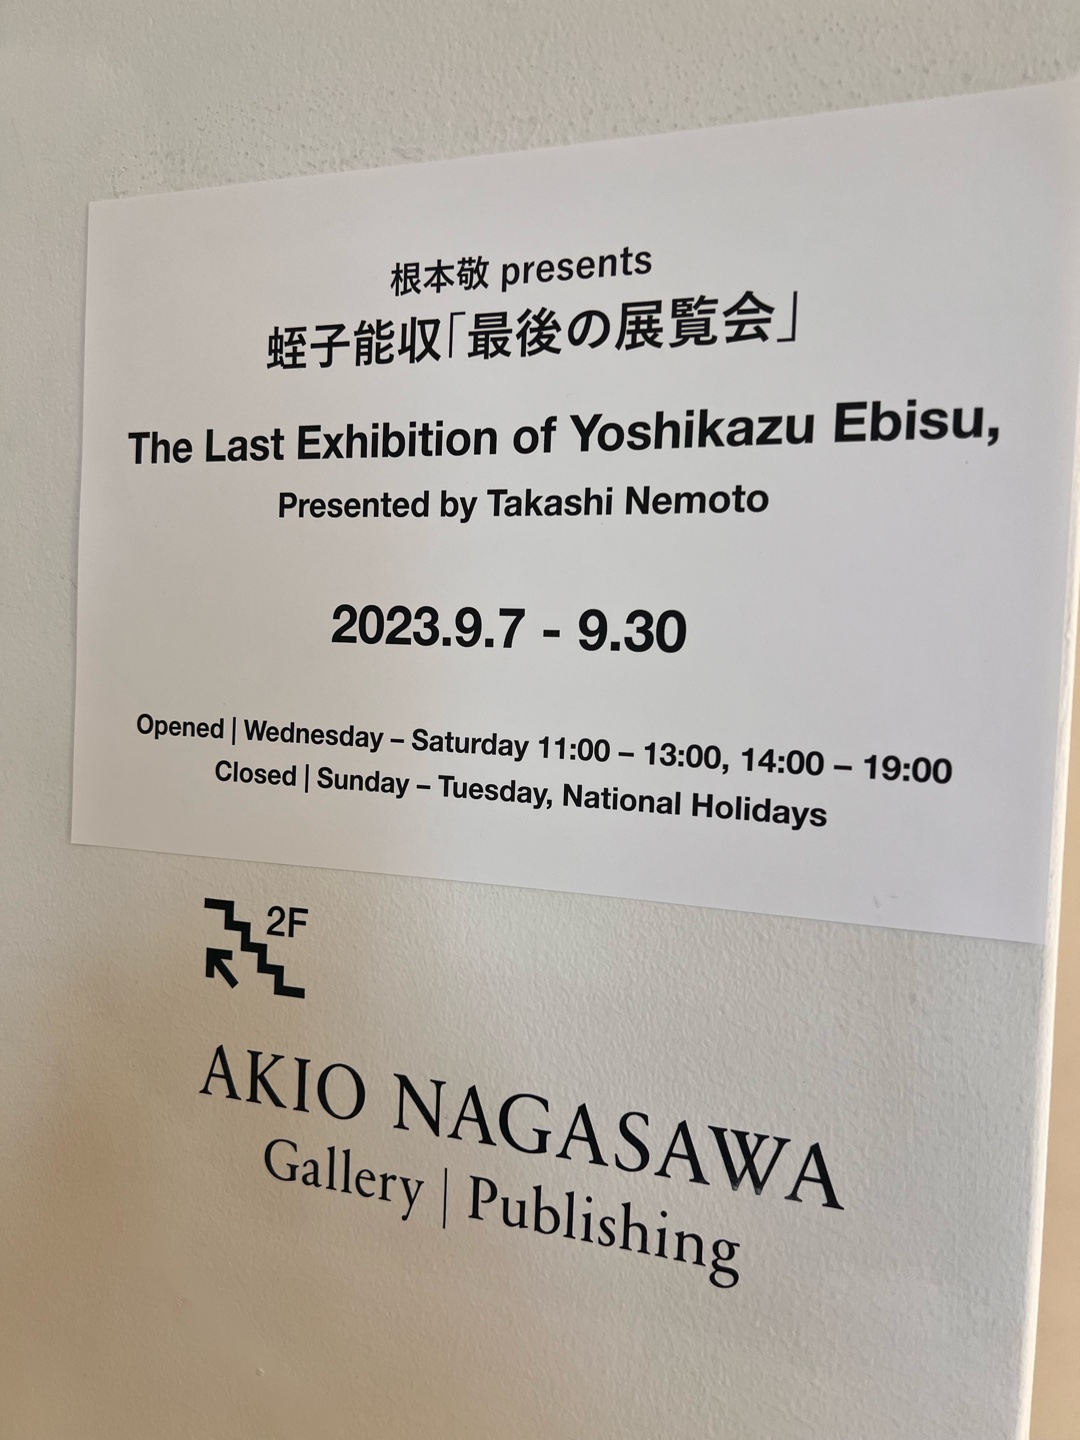 根本敬 presents
蛭子能収「最後の展覧会」
The Last Exhibition of Yoshikazu Ebisu,
Presented by Takashi Nemoto
2023.9.7 - 9.30
Opened | Wednesday – Saturday 11:00 – 13:00, 14:00 – 19:00
Closed | Sunday – Tuesday, National Holidays
2F
AKIO NAGASAWA
Gallery | Publishing